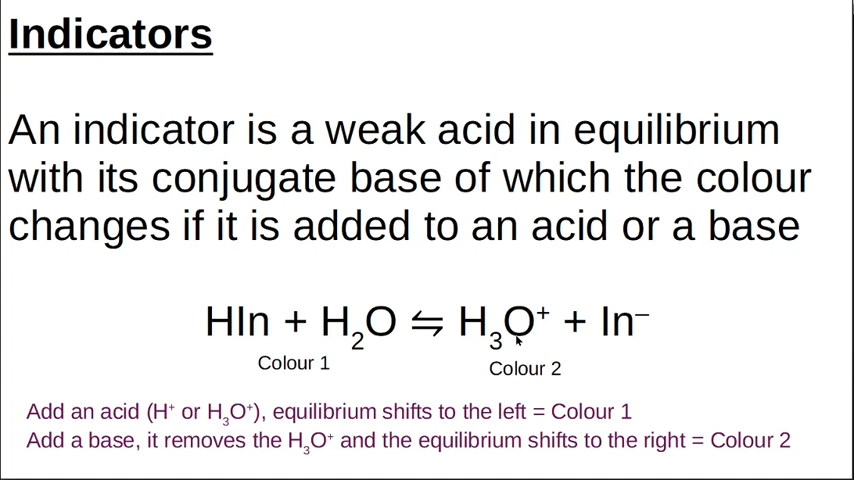 Indicators
An indicator is a weak acid in equilibrium
with its conjugate base of which the colour
changes if it is added to an acid or a base
HIn + H₂O ⇋ H₃O⁺ + In⁻
Colour 1 Colour 2
Add an acid (H⁺ or H₃O⁺), equilibrium shifts to the left = Colour 1
Add a base, it removes the H₃O⁺ and the equilibrium shifts to the right = Colour 2